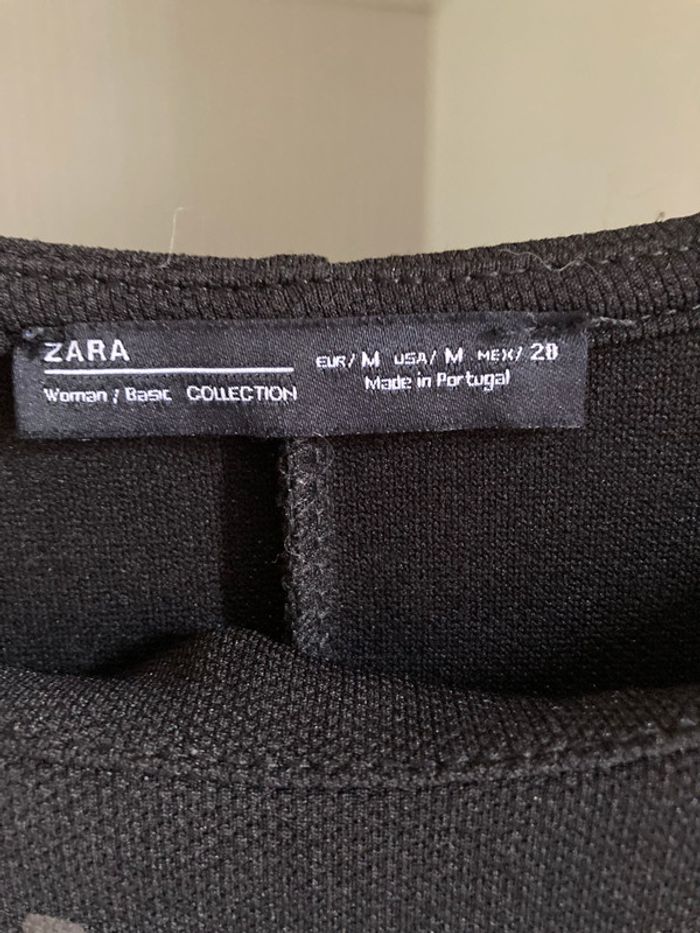 ZARA
Woman / Basic COLLECTION
EUR/ M USA/ M MEX/ 28
Made in Portugal